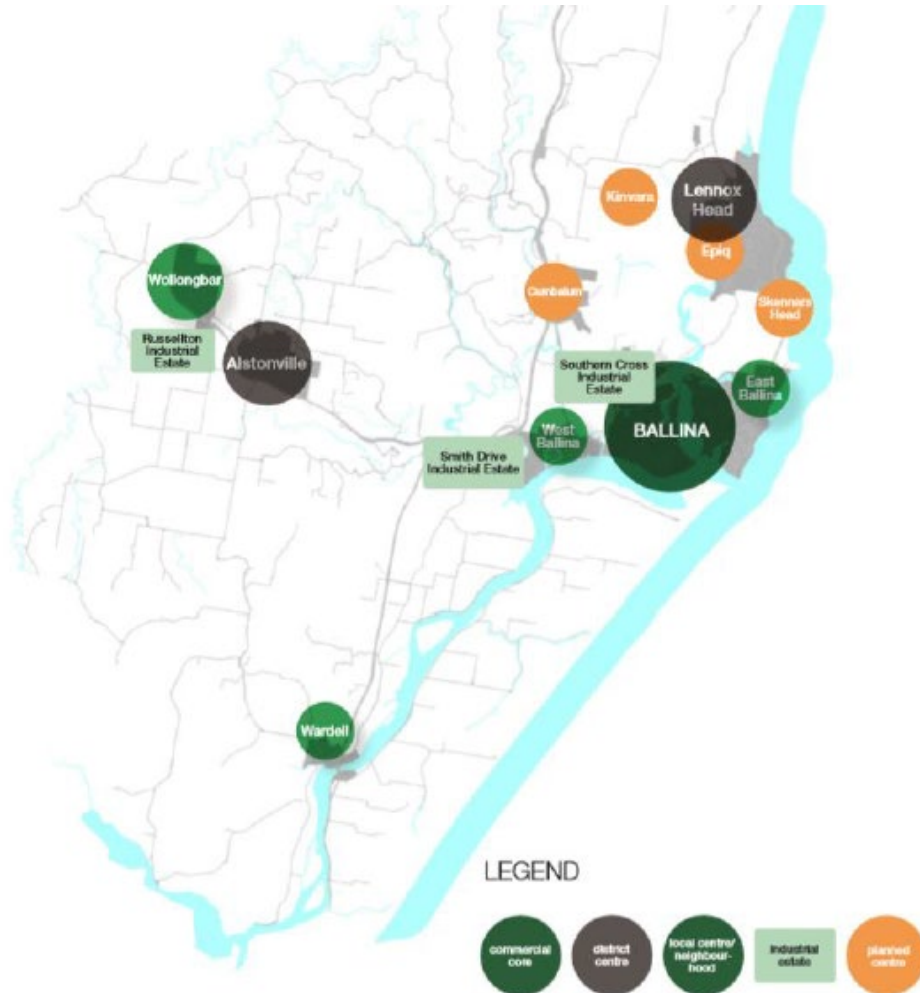 Lennox
Head
Kinvara
Epiq
Wollongbar
Cumbalum
Skennars
Head
Russellton
Industrial
Estate
Alstonville
Southern Cross
Industrial
Estate
East
Ballina
West
Ballina
BALLINA
Smith Drive
Industrial Estate
Wardell
LEGEND
commercial
core
district
centre
local centre/
neighbour-
hood
industrial
estate
planned
centre